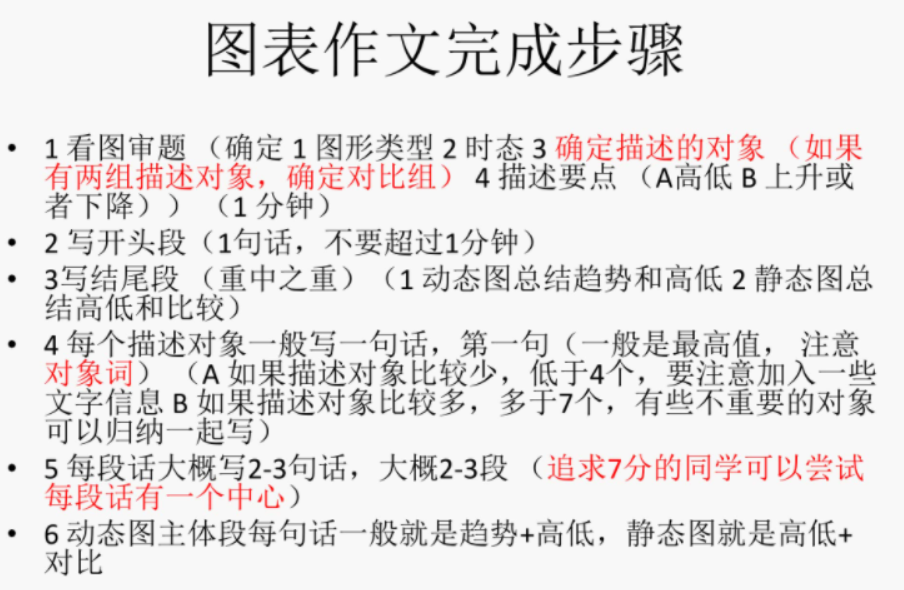 图表作文完成步骤
• 1 看图审题 （确定 1 图形类型 2 时态 3 确定描述的对象 （如果
有两组描述对象，确定对比组） 4 描述要点 （A高低 B 上升或
者下降）） （1 分钟）
• 2 写开头段（1句话，不要超过1分钟）
• 3写结尾段 （重中之重）（1 动态图总结趋势和高低 2 静态图总
结高低和比较）
• 4 每个描述对象一般写一句话，第一句（一般是最高值， 注意
对象词） （A 如果描述对象比较少，低于4个，要注意加入一些
文字信息 B 如果描述对象比较多，多于7个，有些不重要的对象
可以归纳一起写）
• 5 每段话大概写2-3句话，大概2-3段 （追求7分的同学可以尝试
每段话有一个中心）
• 6 动态图主体段每句话一般就是趋势+高低，静态图就是高低+
对比